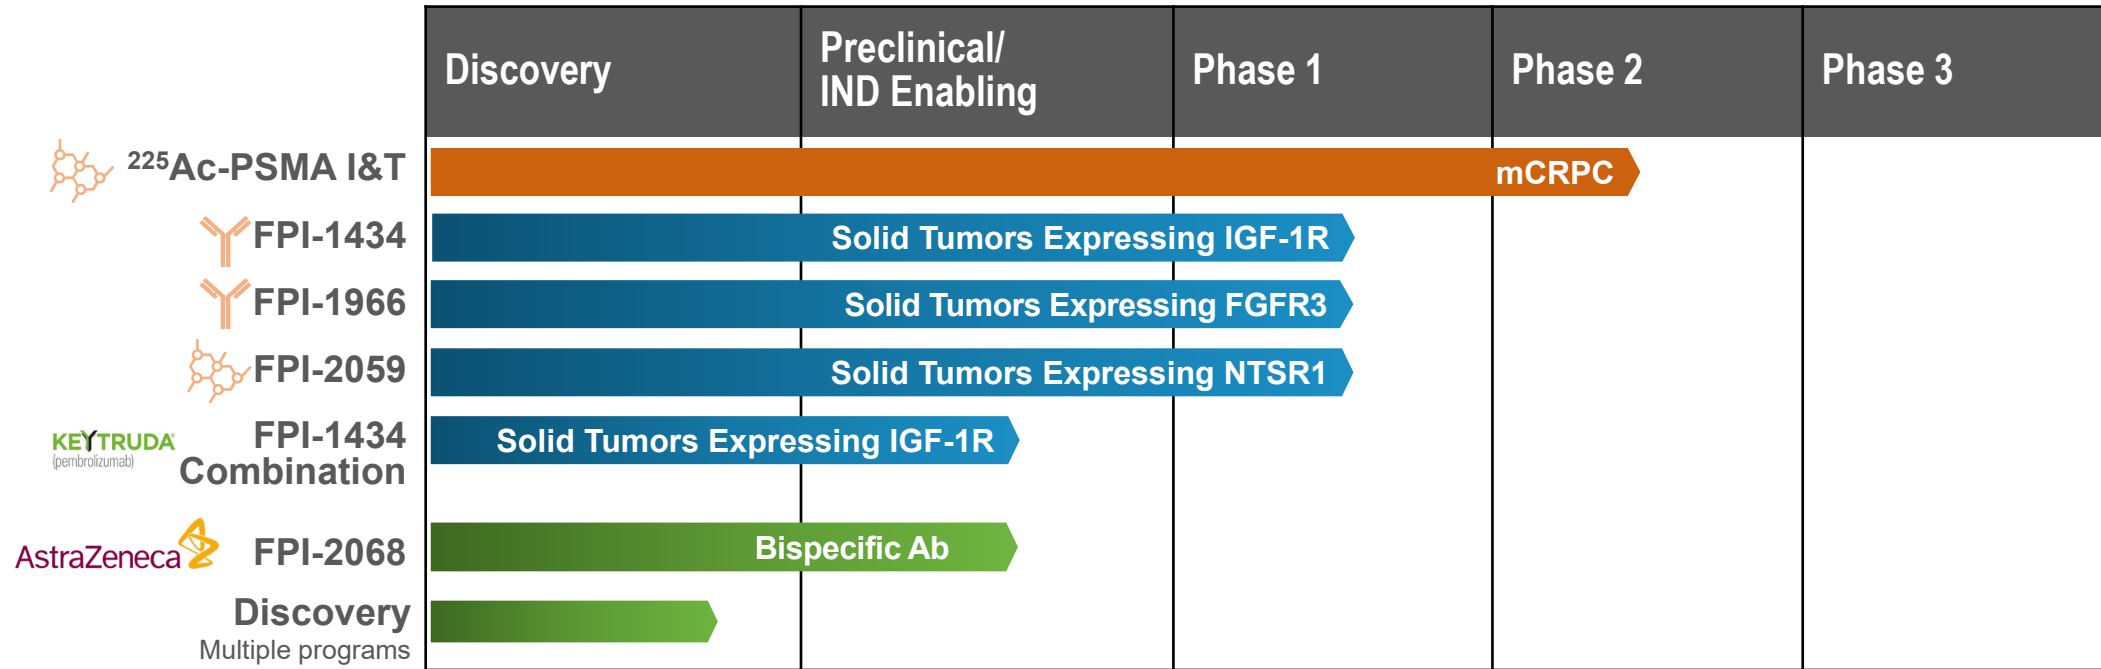 Discovery
Preclinical/
IND Enabling
Phase 1
Phase 2
Phase 3
²²⁵Ac-PSMA I&T
mCRPC
FPI-1434
Solid Tumors Expressing IGF-1R
FPI-1966
Solid Tumors Expressing FGFR3
FPI-2059
Solid Tumors Expressing NTSR1
KEYTRUDA®
(pembrolizumab)
FPI-1434
Combination
Solid Tumors Expressing IGF-1R
AstraZeneca
FPI-2068
Bispecific Ab
Discovery
Multiple programs